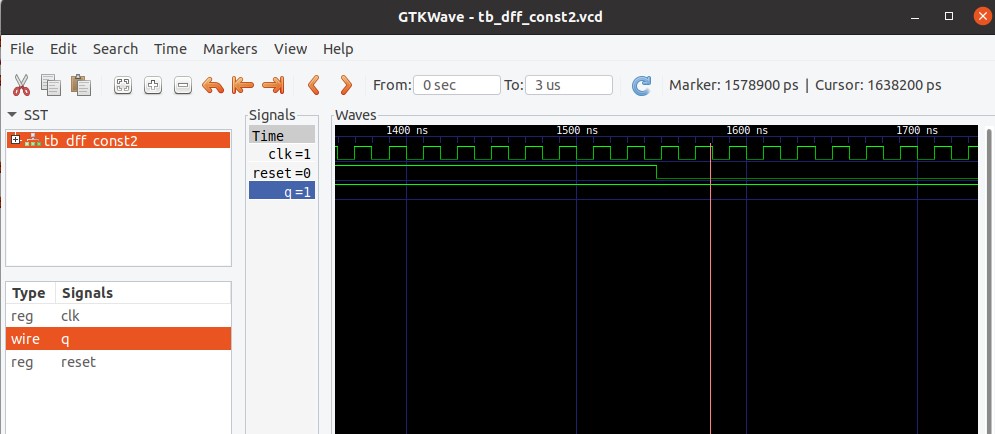 GTKWave - tb_dff_const2.vcd
File Edit Search Time Markers View Help
From: 0 sec To: 3 us Marker: 1578900 ps | Cursor: 1638200 ps
SST
tb_dff_const2
Type Signals
reg clk
wire q
reg reset
Signals
Time
clk =1
reset =0
q =1
Waves
1400 ns 1500 ns 1600 ns 1700 ns